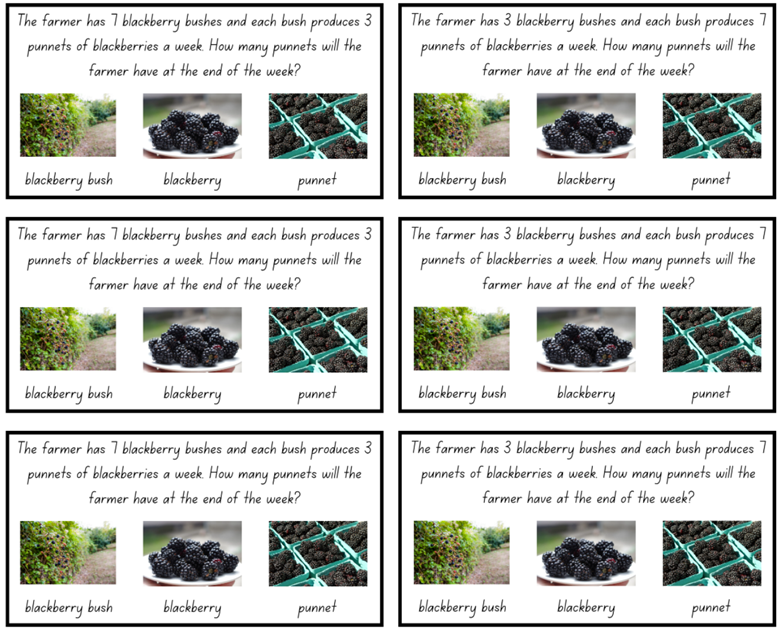 The farmer has 7 blackberry bushes and each bush produces 3
punnets of blackberries a week. How many punnets will the
farmer have at the end of the week?
blackberry bush blackberry punnet
The farmer has 3 blackberry bushes and each bush produces 7
punnets of blackberries a week. How many punnets will the
farmer have at the end of the week?
blackberry bush blackberry punnet
The farmer has 7 blackberry bushes and each bush produces 3
punnets of blackberries a week. How many punnets will the
farmer have at the end of the week?
blackberry bush blackberry punnet
The farmer has 3 blackberry bushes and each bush produces 7
punnets of blackberries a week. How many punnets will the
farmer have at the end of the week?
blackberry bush blackberry punnet
The farmer has 7 blackberry bushes and each bush produces 3
punnets of blackberries a week. How many punnets will the
farmer have at the end of the week?
blackberry bush blackberry punnet
The farmer has 3 blackberry bushes and each bush produces 7
punnets of blackberries a week. How many punnets will the
farmer have at the end of the week?
blackberry bush blackberry punnet